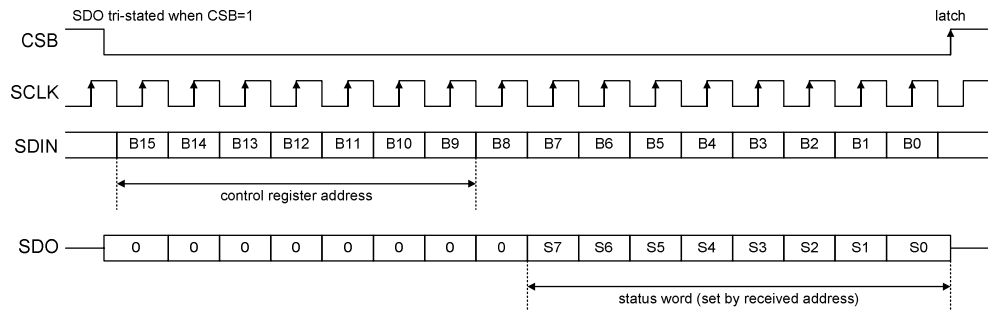 SDO tri-stated when CSB=1
latch
CSB
SCLK
SDIN B15 B14 B13 B12 B11 B10 B9 B8 B7 B6 B5 B4 B3 B2 B1 B0
control register address
SDO 0 0 0 0 0 0 0 0 S7 S6 S5 S4 S3 S2 S1 S0
status word (set by received address)